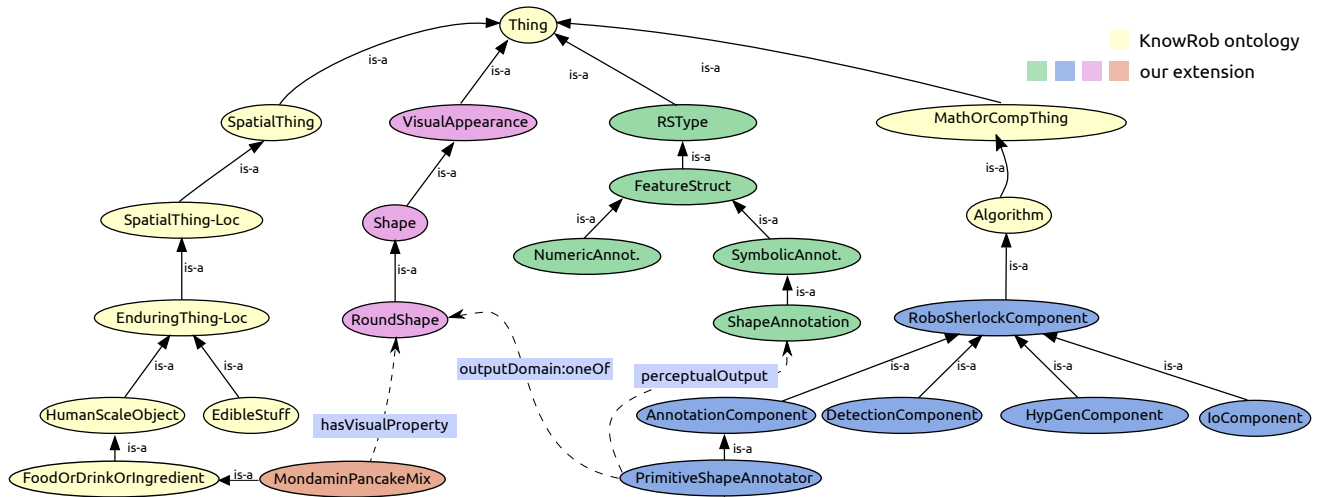 Thing
KnowRob ontology
is-a
is-a
is-a
is-a
our extension
SpatialThing
VisualAppearance
RSType
MathOrCompThing
is-a
is-a
is-a
is-a
FeatureStruct
SpatialThing-Loc
Shape
is-a
is-a
Algorithm
NumericAnnot.
SymbolicAnnot.
is-a
is-a
is-a
is-a
EnduringThing-Loc
RoundShape
ShapeAnnotation
RoboSherlockComponent
is-a
is-a
outputDomain:oneOf
perceptualOutput
is-a
is-a
is-a
is-a
HumanScaleObject
EdibleStuff
hasVisualProperty
AnnotationComponent
DetectionComponent
HypGenComponent
IoComponent
is-a
is-a
FoodOrDrinkOrIngredient
is-a
MondaminPancakeMix
PrimitiveShapeAnnotator